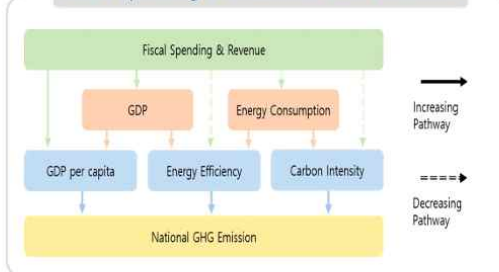 Fiscal Spending & Revenue
GDP
Energy Consumption
Increasing
Pathway
GDP per capita
Energy Efficiency
Carbon Intensity
Decreasing
Pathway
National GHG Emission